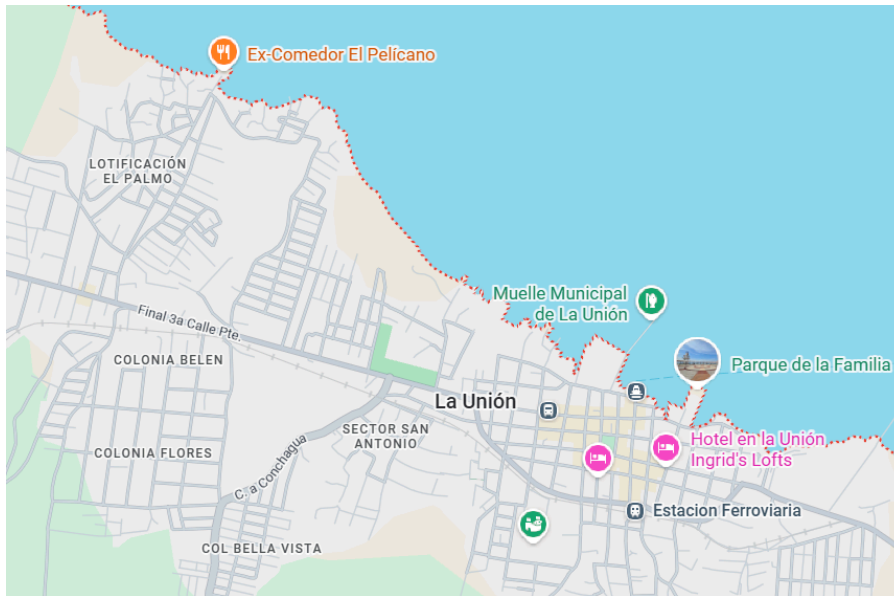 Ex-Comedor El Pelícano
LOTIFICACIÓN
EL PALMO
Muelle Municipal
de La Unión
Final 3a Calle Pte.
Parque de la Familia
COLONIA BELEN
La Unión
SECTOR SAN
ANTONIO
Hotel en la Unión
Ingrid's Lofts
COLONIA FLORES
C. a Conchagua
Estacion Ferroviaria
COL BELLA VISTA